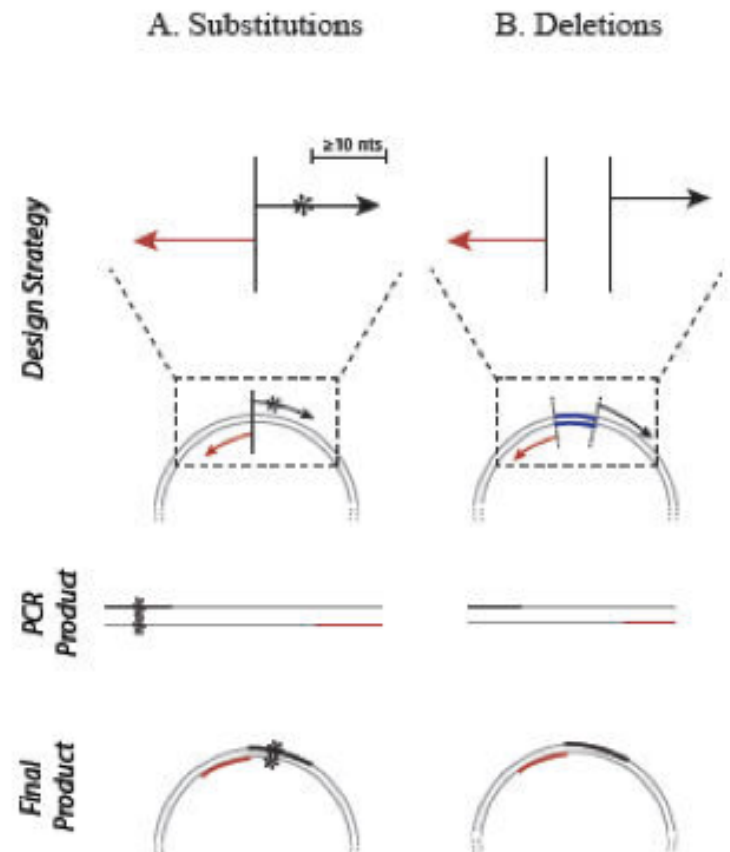 A. Substitutions
B. Deletions
≥10 nts
Design Strategy
PCR
Product
Final
Product